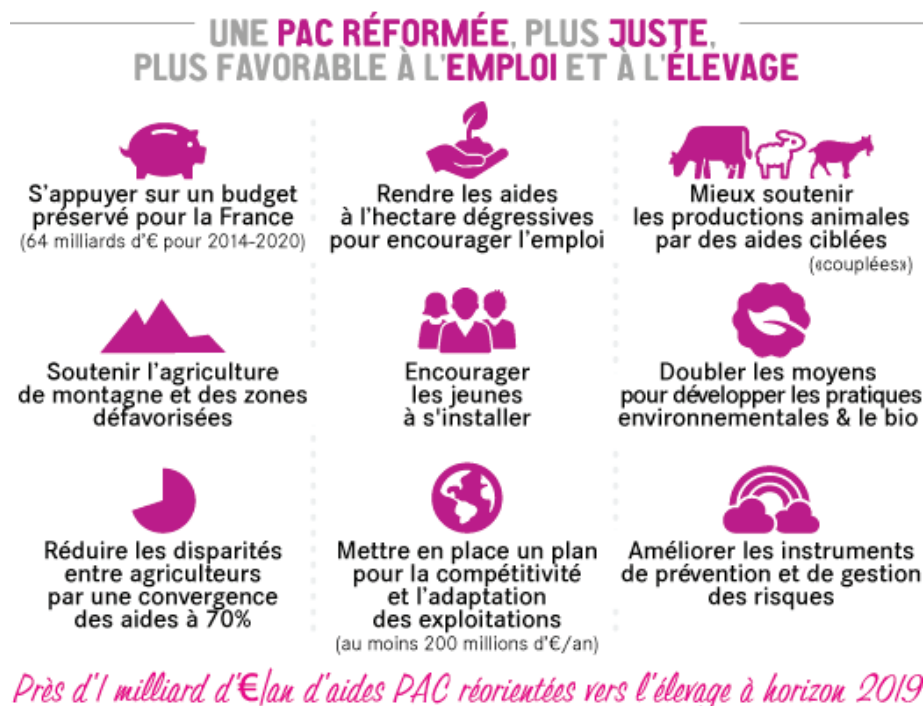 UNE PAC RÉFORMÉE, PLUS JUSTE,
PLUS FAVORABLE À L'EMPLOI ET À L'ÉLEVAGE
S'appuyer sur un budget
préservé pour la France
(64 milliards d'€ pour 2014-2020)
Rendre les aides
à l'hectare dégressives
pour encourager l'emploi
Mieux soutenir
les productions animales
par des aides ciblées
(«couplées»)
Soutenir l'agriculture
de montagne et des zones
défavorisées
Encourager
les jeunes
à s'installer
Doubler les moyens
pour développer les pratiques
environnementales & le bio
Réduire les disparités
entre agriculteurs
par une convergence
des aides à 70%
Mettre en place un plan
pour la compétitivité
et l'adaptation
des exploitations
(au moins 200 millions d'€/an)
Améliorer les instruments
de prévention et de gestion
des risques
Près d'1 milliard d'€/an d'aides PAC réorientées vers l'élevage à horizon 2019